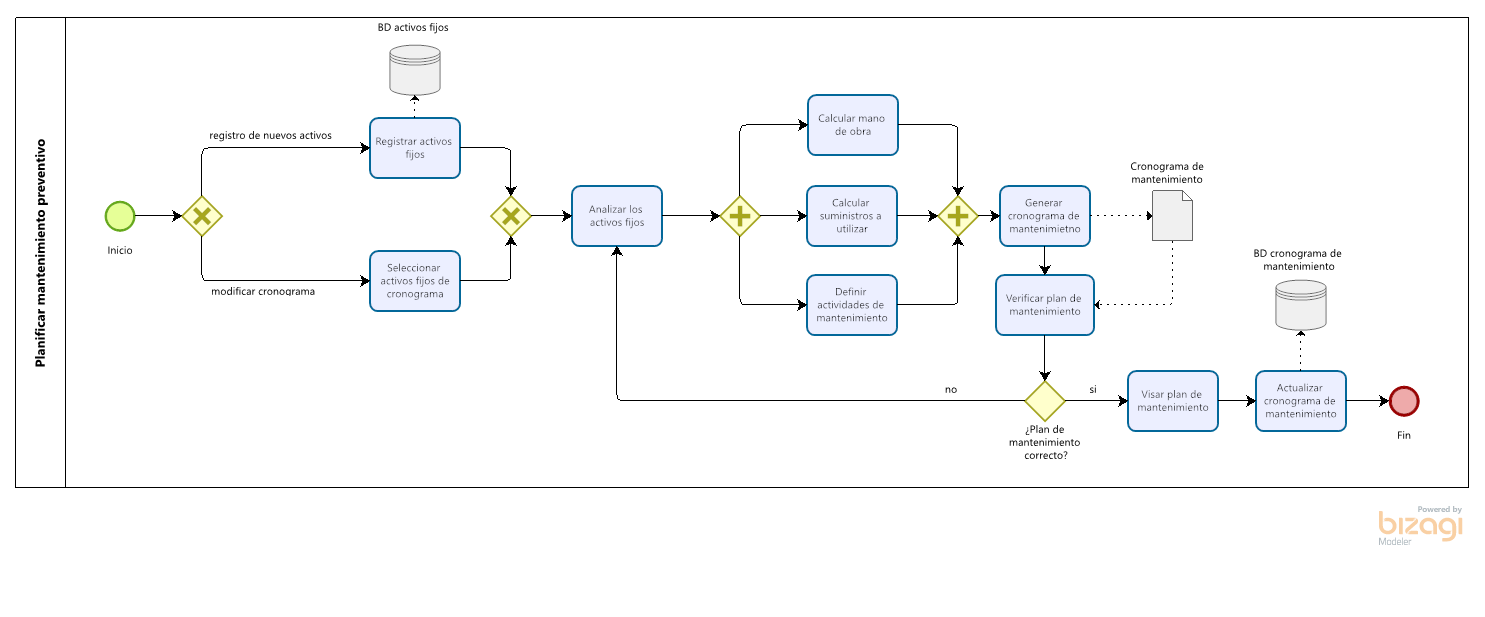 Planificar mantenimiento preventivo
BD activos fijos
registro de nuevos activos
Registrar activos
fijos
Inicio
modificar cronograma
Seleccionar
activos fijos de
cronograma
Analizar los
activos fijos
Calcular mano
de obra
Calcular
suministros a
utilizar
Definir
actividades de
mantenimiento
Generar
cronograma de
mantenimietno
Cronograma de
mantenimiento
Verificar plan de
mantenimiento
BD cronograma de
mantenimiento
no
si
¿Plan de
mantenimiento
correcto?
Visar plan de
mantenimiento
Actualizar
cronograma de
mantenimiento
Fin
Powered by
bizagi
Modeler